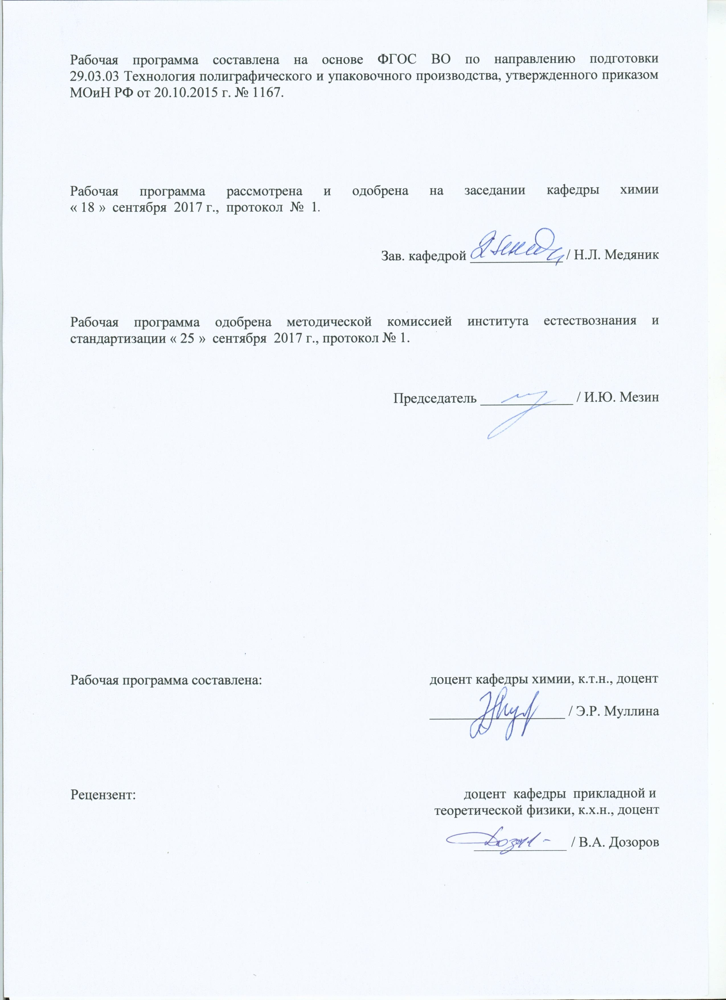 Рабочая программа составлена на основе ФГОС ВО по направлению подготовки
29.03.03 Технология полиграфического и упаковочного производства, утвержденного приказом
МОиН РФ от 20.10.2015 г. № 1167.
Рабочая программа рассмотрена и одобрена на заседании кафедры химии
« 18 » сентября 2017 г., протокол № 1.
Зав. кафедрой / Н.Л. Медяник
Рабочая программа одобрена методической комиссией института естествознания и
стандартизации « 25 » сентября 2017 г., протокол № 1.
Председатель / И.Ю. Мезин
Рабочая программа составлена: доцент кафедры химии, к.т.н., доцент
/ Э.Р. Муллина
Рецензент: доцент кафедры прикладной и
теоретической физики, к.х.н., доцент
/ В.А. Дозоров